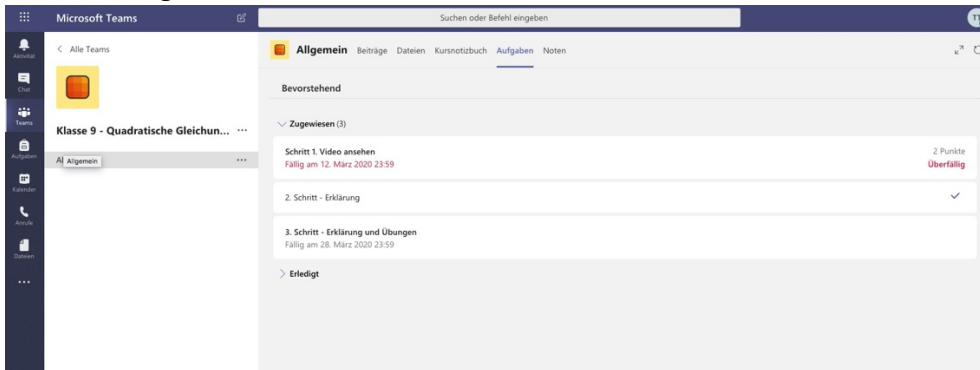 Microsoft Teams
Suchen oder Befehl eingeben
TT
Aktivität
Chat
Teams
Aufgaben
Kalender
Anrufe
Dateien
Alle Teams
Klasse 9 - Quadratische Gleichun... ...
Al Allgemein ...
Allgemein Beiträge Dateien Kursnotizbuch Aufgaben Noten
Bevorstehend
Zugewiesen (3)
Schritt 1. Video ansehen 2 Punkte
Fällig am 12. März 2020 23:59 Überfällig
2. Schritt - Erklärung
3. Schritt - Erklärung und Übungen
Fällig am 28. März 2020 23:59
Erledigt